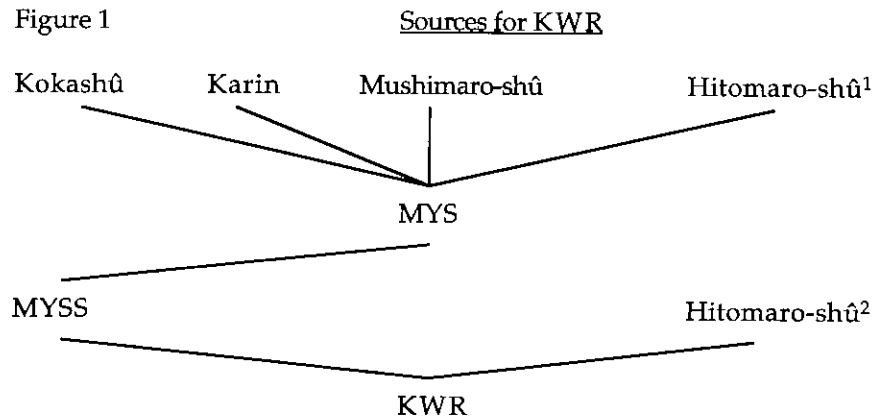 Figure 1 Sources for KWR
Kokashû Karin Mushimaro-shû Hitomaro-shû¹
MYS
MYSS Hitomaro-shû²
KWR